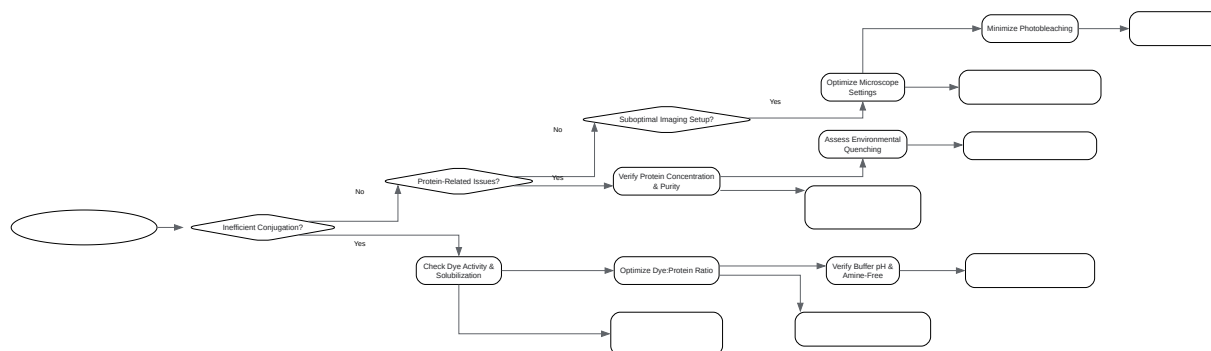 Minimize Photobleaching
Optimize Microscope
Settings
Yes
Suboptimal Imaging Setup?
No
Assess Environmental
Quenching
Protein-Related Issues?
Yes
Verify Protein Concentration
& Purity
No
Inefficient Conjugation?
Yes
Check Dye Activity &
Solubilization
Optimize Dye:Protein Ratio
Verify Buffer pH &
Amine-Free